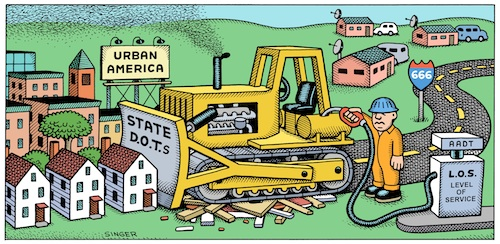 URBAN
AMERICA
666
STATE
D.O.T.s
AADT
L.O.S.
LEVEL
OF
SERVICE
SINGER